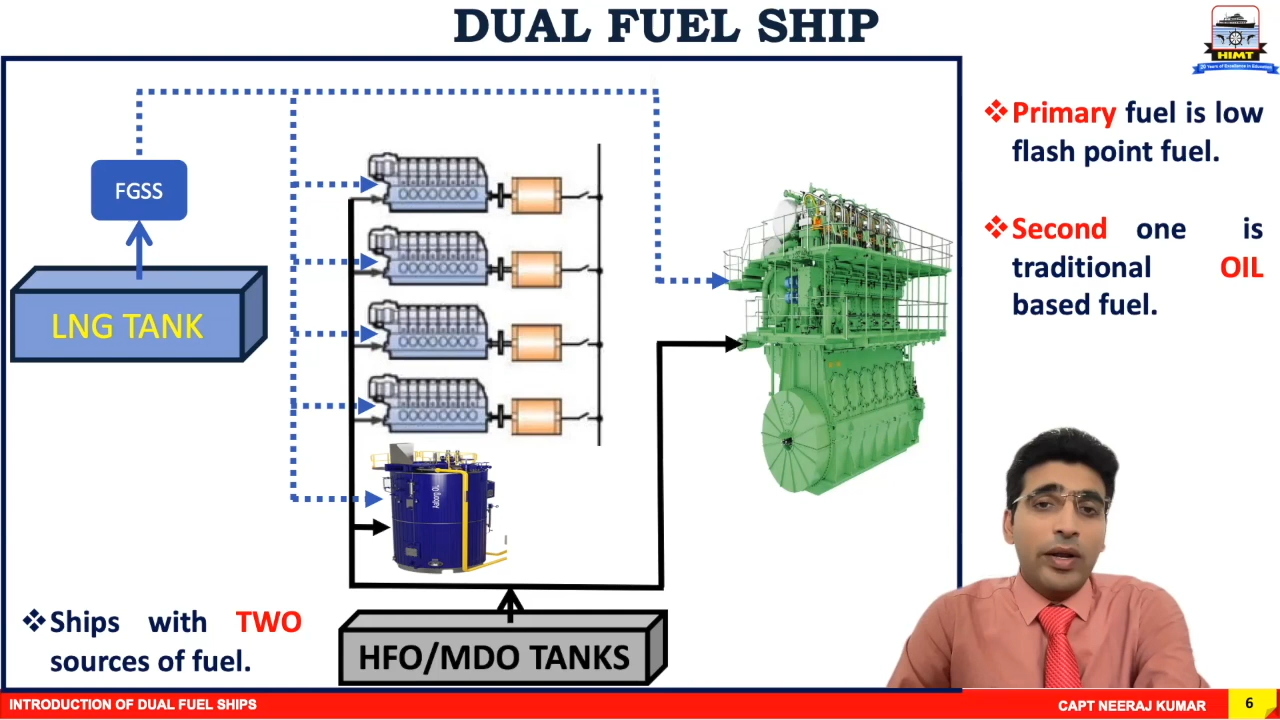 DUAL FUEL SHIP
HIMT
FGSS
LNG TANK
❖Primary fuel is low
flash point fuel.
❖Second one is
traditional OIL
based fuel.
Aalborg OL
❖Ships with TWO
sources of fuel.
HFO/MDO TANKS
INTRODUCTION OF DUAL FUEL SHIPS
CAPT NEERAJ KUMAR
6